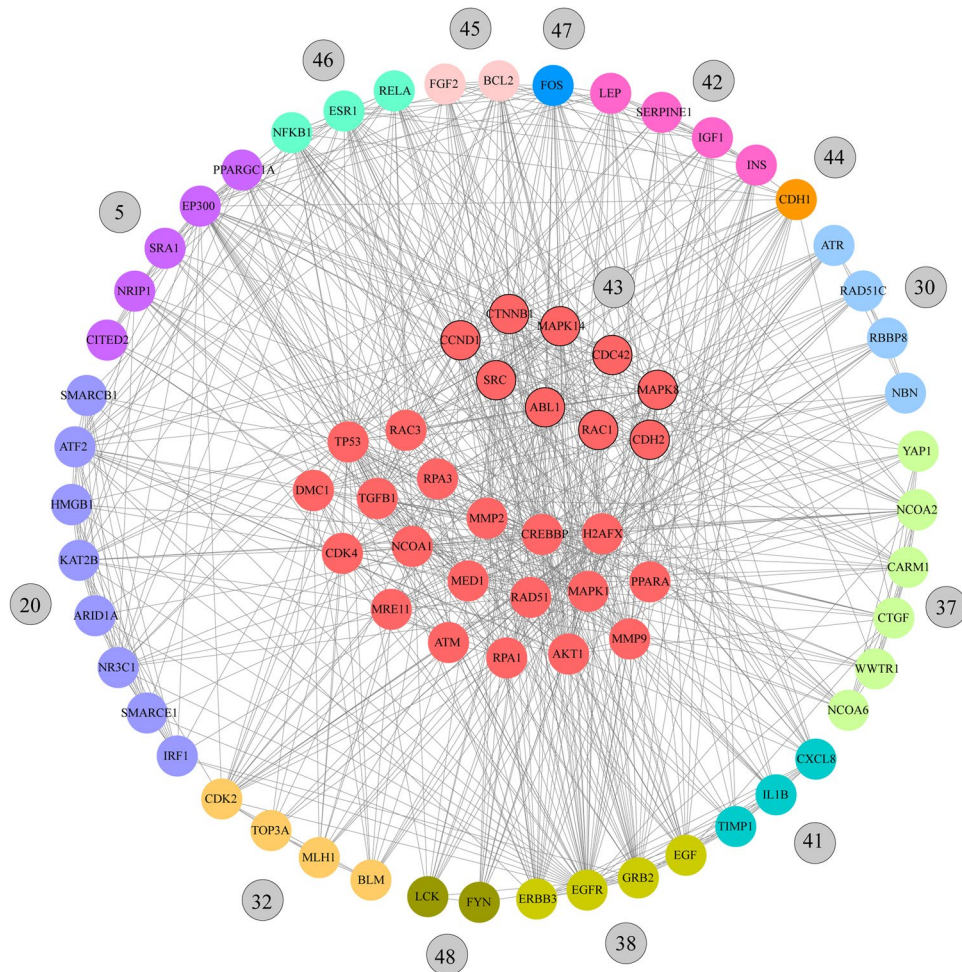 45
47
46
42
FGF2
BCL2
FOS
LEP
RELA
SERPINE1
ESR1
NFKB1
IGF1
INS
44
PPARGC1A
CDH1
EP300
5
SRA1
ATR
NRIP1
RAD51C
30
43
CITED2
RBBP8
NBN
CTNNB1
MAPK14
CCND1
CDC42
SRC
MAPK8
ABL1
RAC1
CDH2
SMARCB1
ATF2
HMGB1
KAT2B
20
ARID1A
NR3C1
SMARCE1
IRF1
TP53
RAC3
DMC1
TGFB1
RPA3
MMP2
CDK4
NCOA1
CREBBP
H2AFX
MED1
RAD51
MAPK1
PPARA
MRE11
ATM
RPA1
AKT1
MMP9
YAP1
NCOA2
CARM1
CTGF
37
WWTR1
NCOA6
CXCL8
IL1B
TIMP1
41
CDK2
TOP3A
MLH1
BLM
32
LCK
FYN
48
ERBB3
EGFR
GRB2
EGF
38